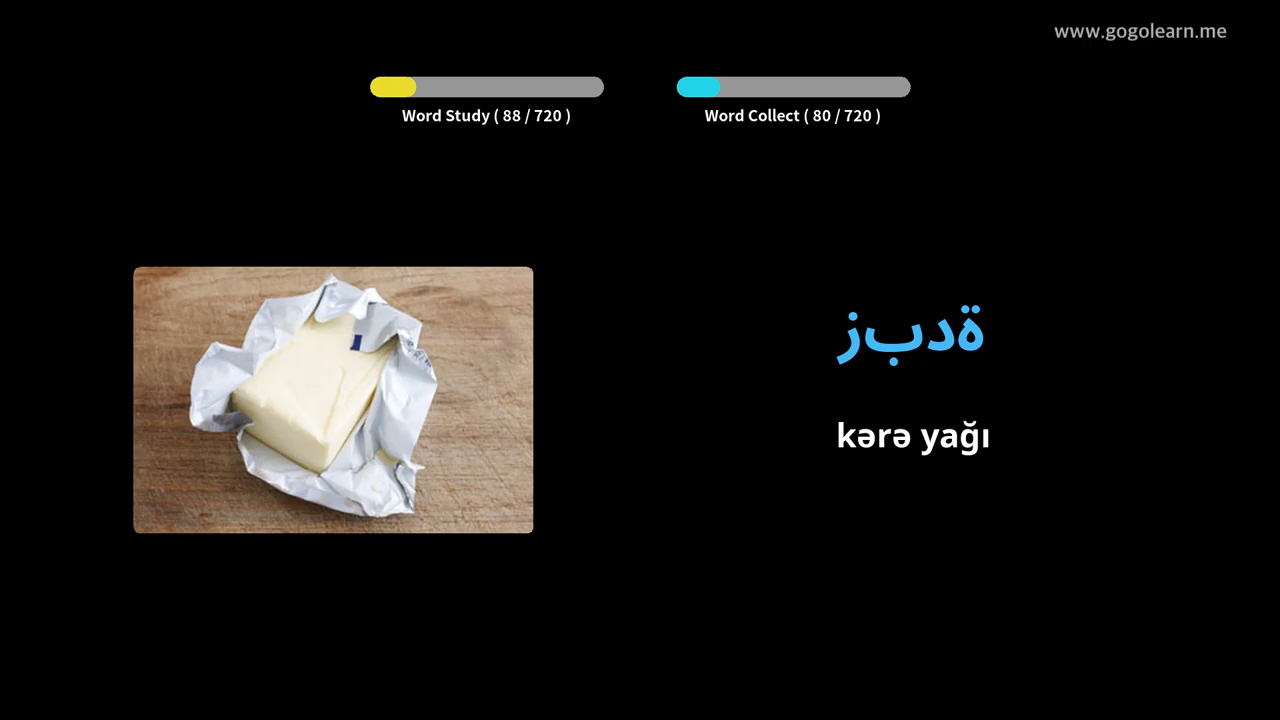 www.gogolearn.me
Word Study ( 88 / 720 )
Word Collect ( 80 / 720 )
زبدة
kərə yağı